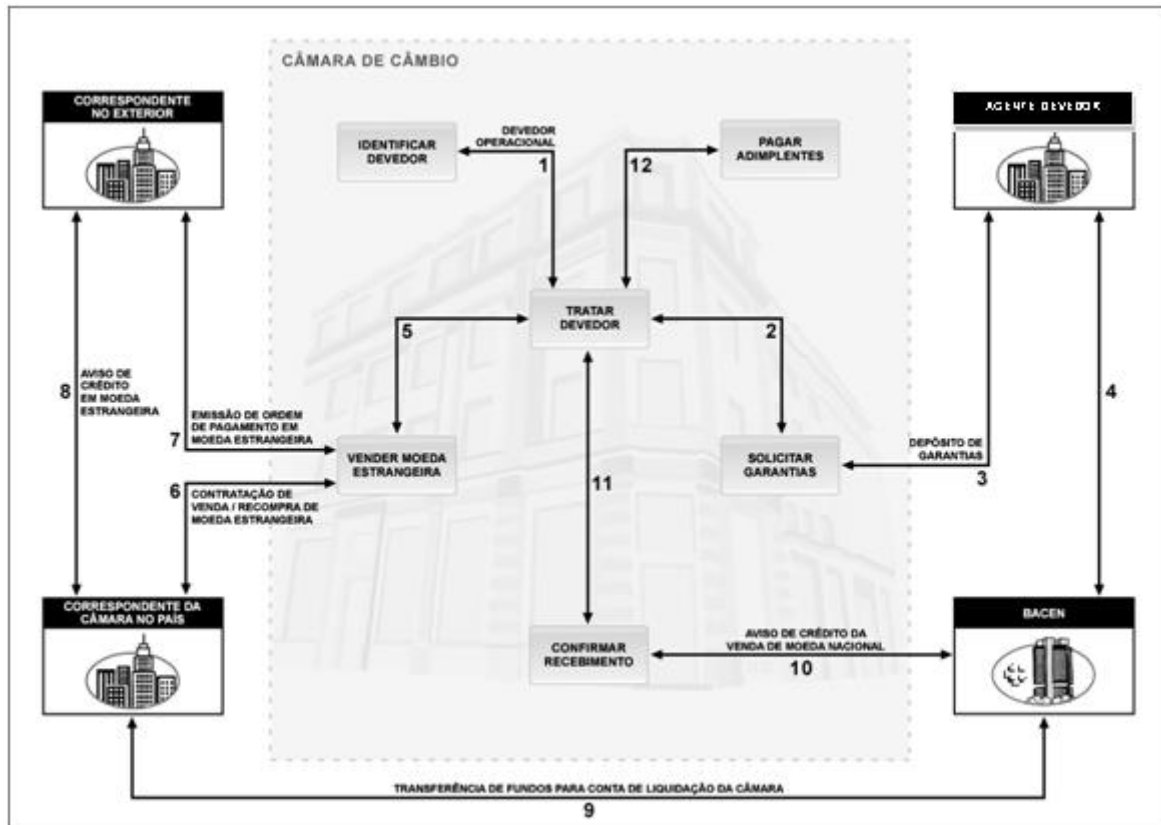 CÂMARA DE CÂMBIO
CORRESPONDENTE
NO EXTERIOR
AGENTE DEVEDOR
IDENTIFICAR
DEVEDOR
DEVEDOR
OPERACIONAL
1
12
PAGAR
ADIMPLENTES
TRATAR
DEVEDOR
5
2
8
AVISO DE
CRÉDITO
EM MOEDA
ESTRANGEIRA
4
7
EMISSÃO DE ORDEM
DE PAGAMENTO EM
MOEDA ESTRANGEIRA
VENDER MOEDA
ESTRANGEIRA
SOLICITAR
GARANTIAS
DEPÓSITO DE
GARANTIAS
3
6
CONTRATAÇÃO DE
VENDA / RECOMPRA DE
MOEDA ESTRANGEIRA
11
CORRESPONDENTE DA
CÂMARA NO PAÍS
CONFIRMAR
RECEBIMENTO
AVISO DE CRÉDITO DA
VENDA DE MOEDA NACIONAL
10
BACEN
TRANSFERÊNCIA DE FUNDOS PARA CONTA DE LIQUIDAÇÃO DA CÂMARA
9